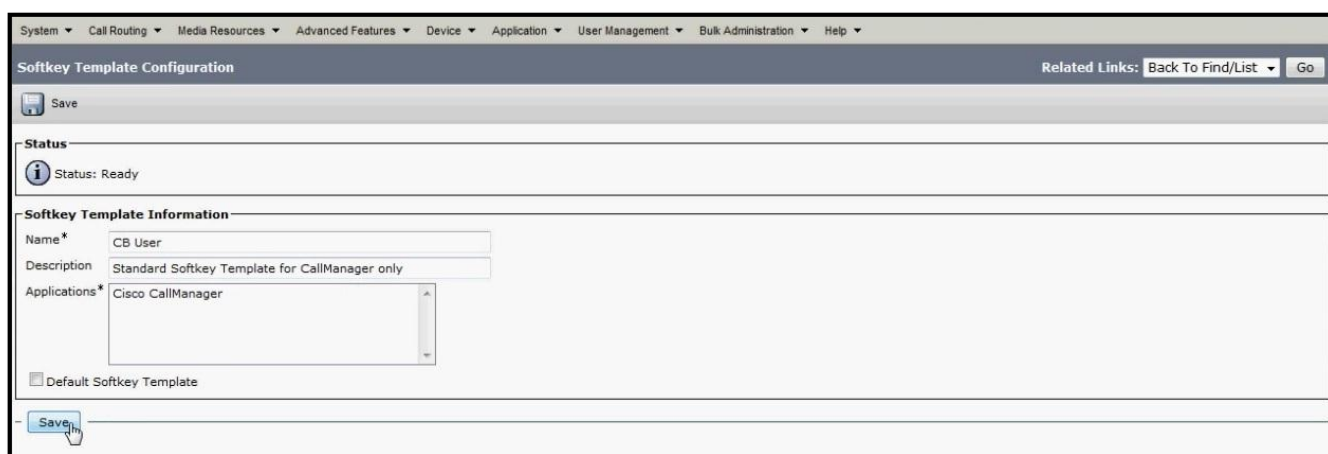 System Call Routing Media Resources Advanced Features Device Application User Management Bulk Administration Help
Softkey Template Configuration Related Links: Back To Find/List Go
Save
Status
Status: Ready
Softkey Template Information
Name* CB User
Description Standard Softkey Template for CallManager only
Applications* Cisco CallManager
Default Softkey Template
Save